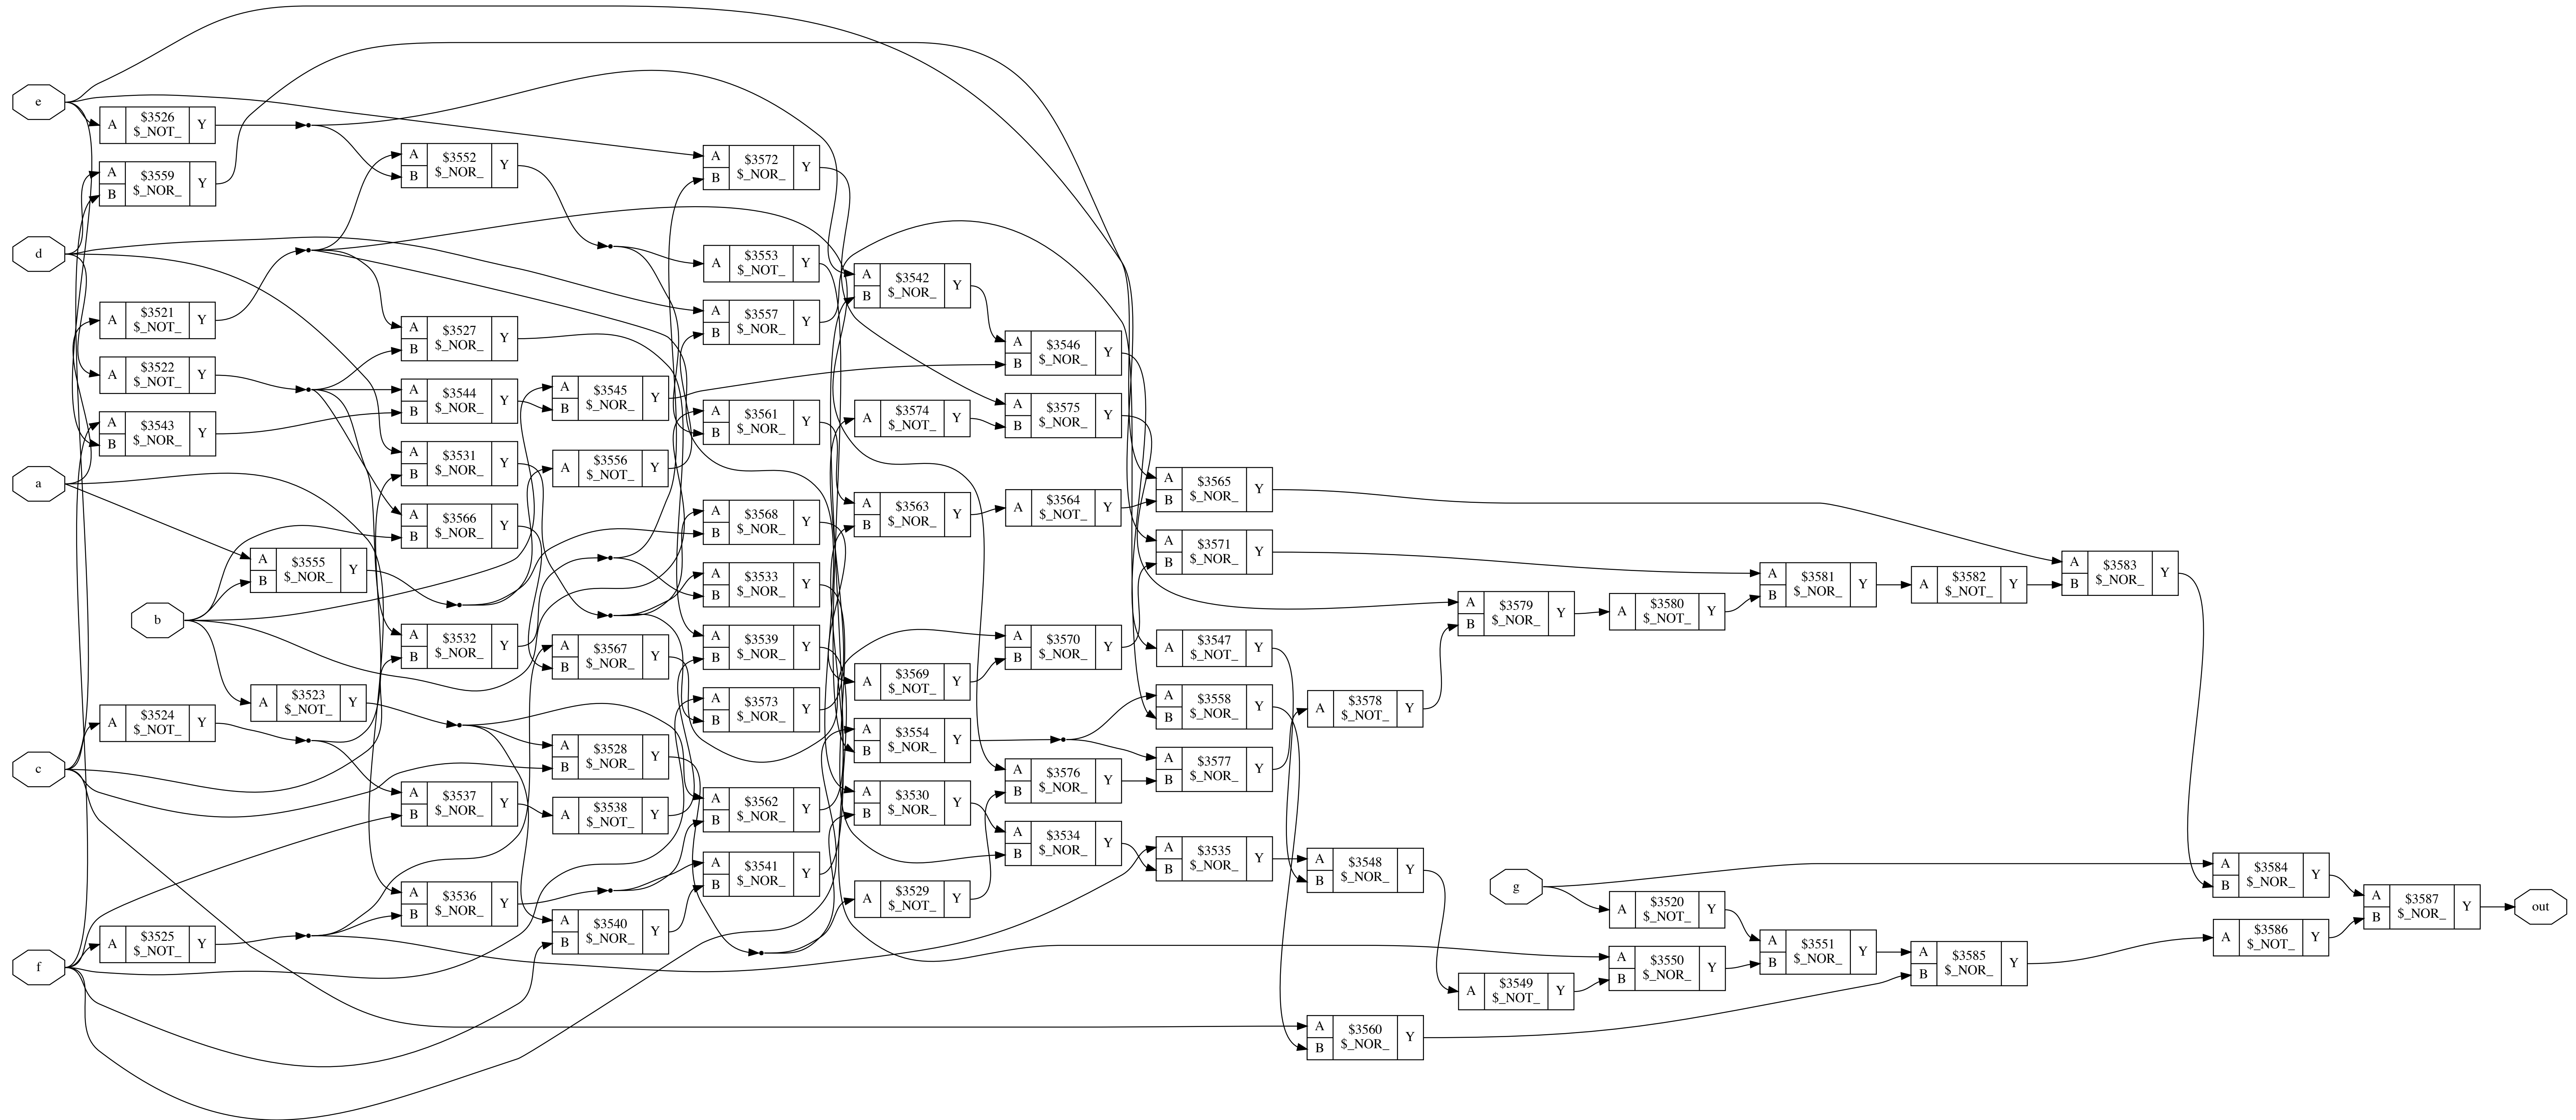 e
d
a
c
f
A $3526 Y
$_NOT_
A $3559 Y
B $_NOR_
A $3521 Y
$_NOT_
A $3522 Y
$_NOT_
A $3543 Y
B $_NOR_
b
A $3524 Y
$_NOT_
A $3525 Y
$_NOT_
A $3555 Y
B $_NOR_
A $3523 Y
$_NOT_
A $3552 Y
B $_NOR_
A $3527 Y
B $_NOR_
A $3544 Y
B $_NOR_
A $3531 Y
B $_NOR_
A $3566 Y
B $_NOR_
A $3532 Y
B $_NOR_
A $3537 Y
B $_NOR_
A $3536 Y
B $_NOR_
A $3545 Y
B $_NOR_
A $3556 Y
$_NOT_
A $3567 Y
B $_NOR_
A $3528 Y
B $_NOR_
A $3538 Y
$_NOT_
A $3540 Y
B $_NOR_
A $3572 Y
B $_NOR_
A $3553 Y
$_NOT_
A $3557 Y
B $_NOR_
A $3561 Y
B $_NOR_
A $3568 Y
B $_NOR_
A $3533 Y
B $_NOR_
A $3539 Y
B $_NOR_
A $3573 Y
B $_NOR_
A $3562 Y
B $_NOR_
A $3541 Y
B $_NOR_
A $3542 Y
B $_NOR_
A $3574 Y
$_NOT_
A $3563 Y
B $_NOR_
A $3569 Y
$_NOT_
A $3554 Y
B $_NOR_
A $3530 Y
B $_NOR_
A $3529 Y
$_NOT_
A $3546 Y
B $_NOR_
A $3575 Y
B $_NOR_
A $3564 Y
$_NOT_
A $3570 Y
B $_NOR_
A $3576 Y
B $_NOR_
A $3534 Y
B $_NOR_
A $3565 Y
B $_NOR_
A $3571 Y
B $_NOR_
A $3547 Y
$_NOT_
A $3558 Y
B $_NOR_
A $3577 Y
B $_NOR_
A $3535 Y
B $_NOR_
A $3578 Y
$_NOT_
A $3548 Y
B $_NOR_
A $3560 Y
B $_NOR_
A $3579 Y
B $_NOR_
g
A $3549 Y
$_NOT_
A $3580 Y
$_NOT_
A $3520 Y
$_NOT_
A $3550 Y
B $_NOR_
A $3581 Y
B $_NOR_
A $3551 Y
B $_NOR_
A $3582 Y
$_NOT_
A $3585 Y
B $_NOR_
A $3583 Y
B $_NOR_
A $3584 Y
B $_NOR_
A $3586 Y
$_NOT_
A $3587 Y
B $_NOR_
out